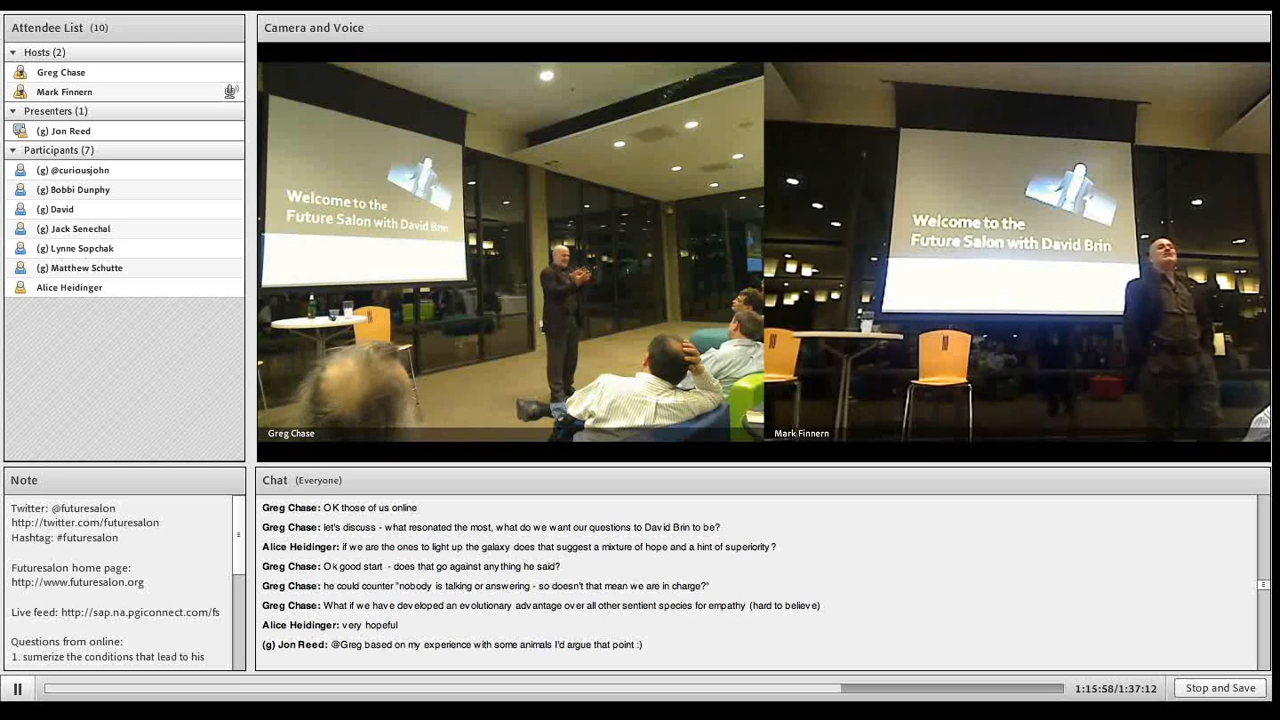 Attendee List (10)
Hosts (2)
Greg Chase
Mark Finnern
Presenters (1)
(g) Jon Reed
Participants (7)
(g) @curiousjohn
(g) Bobbi Dunphy
(g) David
(g) Jack Senechal
(g) Lynne Sopchak
(g) Matthew Schutte
Alice Heidinger
Camera and Voice
Welcome to the
Future Salon with David Brin
Greg Chase
Welcome to the
Future Salon with David Brin
Mark Finnern
Note
Twitter: @futuresalon
http://twitter.com/futuresalon
Hashtag: #futuresalon
Futuresalon home page:
http://www.futuresalon.org
Live feed: http://sap.na.pgiconnect.com/fs
Questions from online:
1. sumerize the conditions that lead to his
Chat (Everyone)
Greg Chase: OK those of us online
Greg Chase: let's discuss - what resonated the most, what do we want our questions to David Brin to be?
Alice Heidinger: if we are the ones to light up the galaxy does that suggest a mixture of hope and a hint of superiority?
Greg Chase: Ok good start - does that go against anything he said?
Greg Chase: he could counter "nobody is talking or answering - so doesn't that mean we are in charge?"
Greg Chase: What if we have developed an evolutionary advantage over all other sentient species for empathy (hard to believe)
Alice Heidinger: very hopeful
(g) Jon Reed: @Greg based on my experience with some animals I'd argue that point :)
1:15:58/1:37:12
Stop and Save